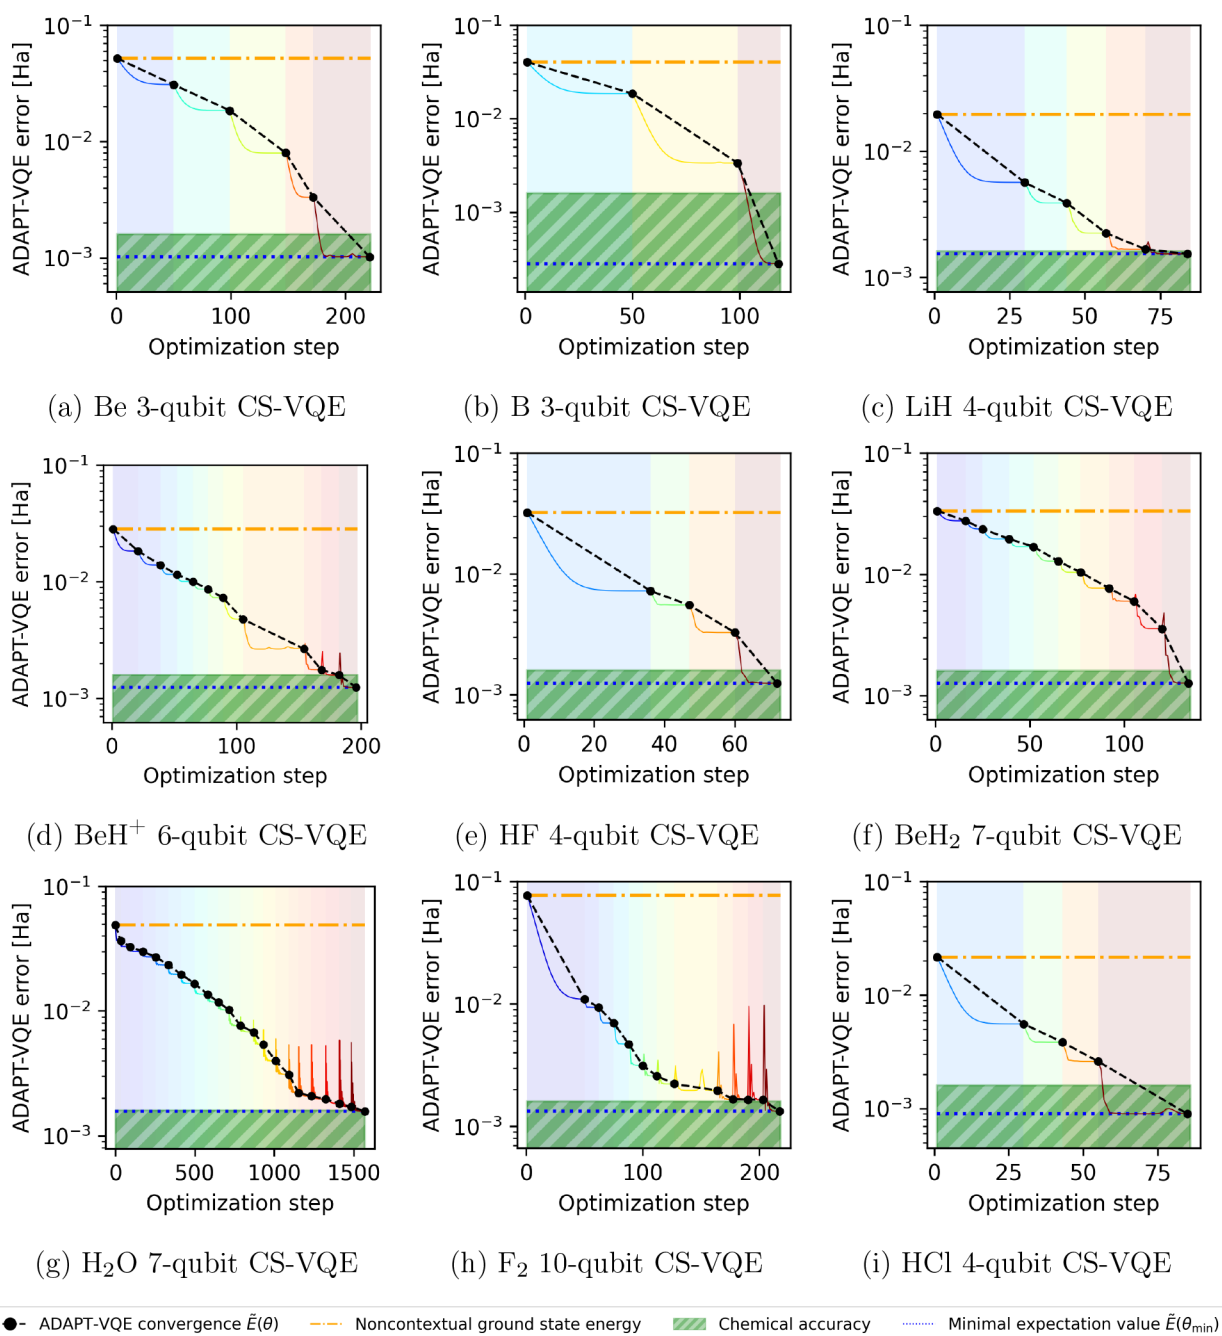 ADAPT-VQE error [Ha]
10⁻¹
10⁻²
10⁻³
0 100 200
Optimization step
(a) Be 3-qubit CS-VQE
ADAPT-VQE error [Ha]
10⁻¹
10⁻²
10⁻³
0 50 100
Optimization step
(b) B 3-qubit CS-VQE
ADAPT-VQE error [Ha]
10⁻¹
10⁻²
10⁻³
0 25 50 75
Optimization step
(c) LiH 4-qubit CS-VQE
ADAPT-VQE error [Ha]
10⁻¹
10⁻²
10⁻³
0 100 200
Optimization step
(d) BeH⁺ 6-qubit CS-VQE
ADAPT-VQE error [Ha]
10⁻¹
10⁻²
10⁻³
0 20 40 60
Optimization step
(e) HF 4-qubit CS-VQE
ADAPT-VQE error [Ha]
10⁻¹
10⁻²
10⁻³
0 50 100
Optimization step
(f) BeH₂ 7-qubit CS-VQE
ADAPT-VQE error [Ha]
10⁻¹
10⁻²
10⁻³
0 500 1000 1500
Optimization step
(g) H₂O 7-qubit CS-VQE
ADAPT-VQE error [Ha]
10⁻¹
10⁻²
10⁻³
0 100 200
Optimization step
(h) F₂ 10-qubit CS-VQE
ADAPT-VQE error [Ha]
10⁻¹
10⁻²
10⁻³
0 25 50 75
Optimization step
(i) HCl 4-qubit CS-VQE
ADAPT-VQE convergence Ẽ(θ) Noncontextual ground state energy Chemical accuracy Minimal expectation value Ẽ(θ_min)